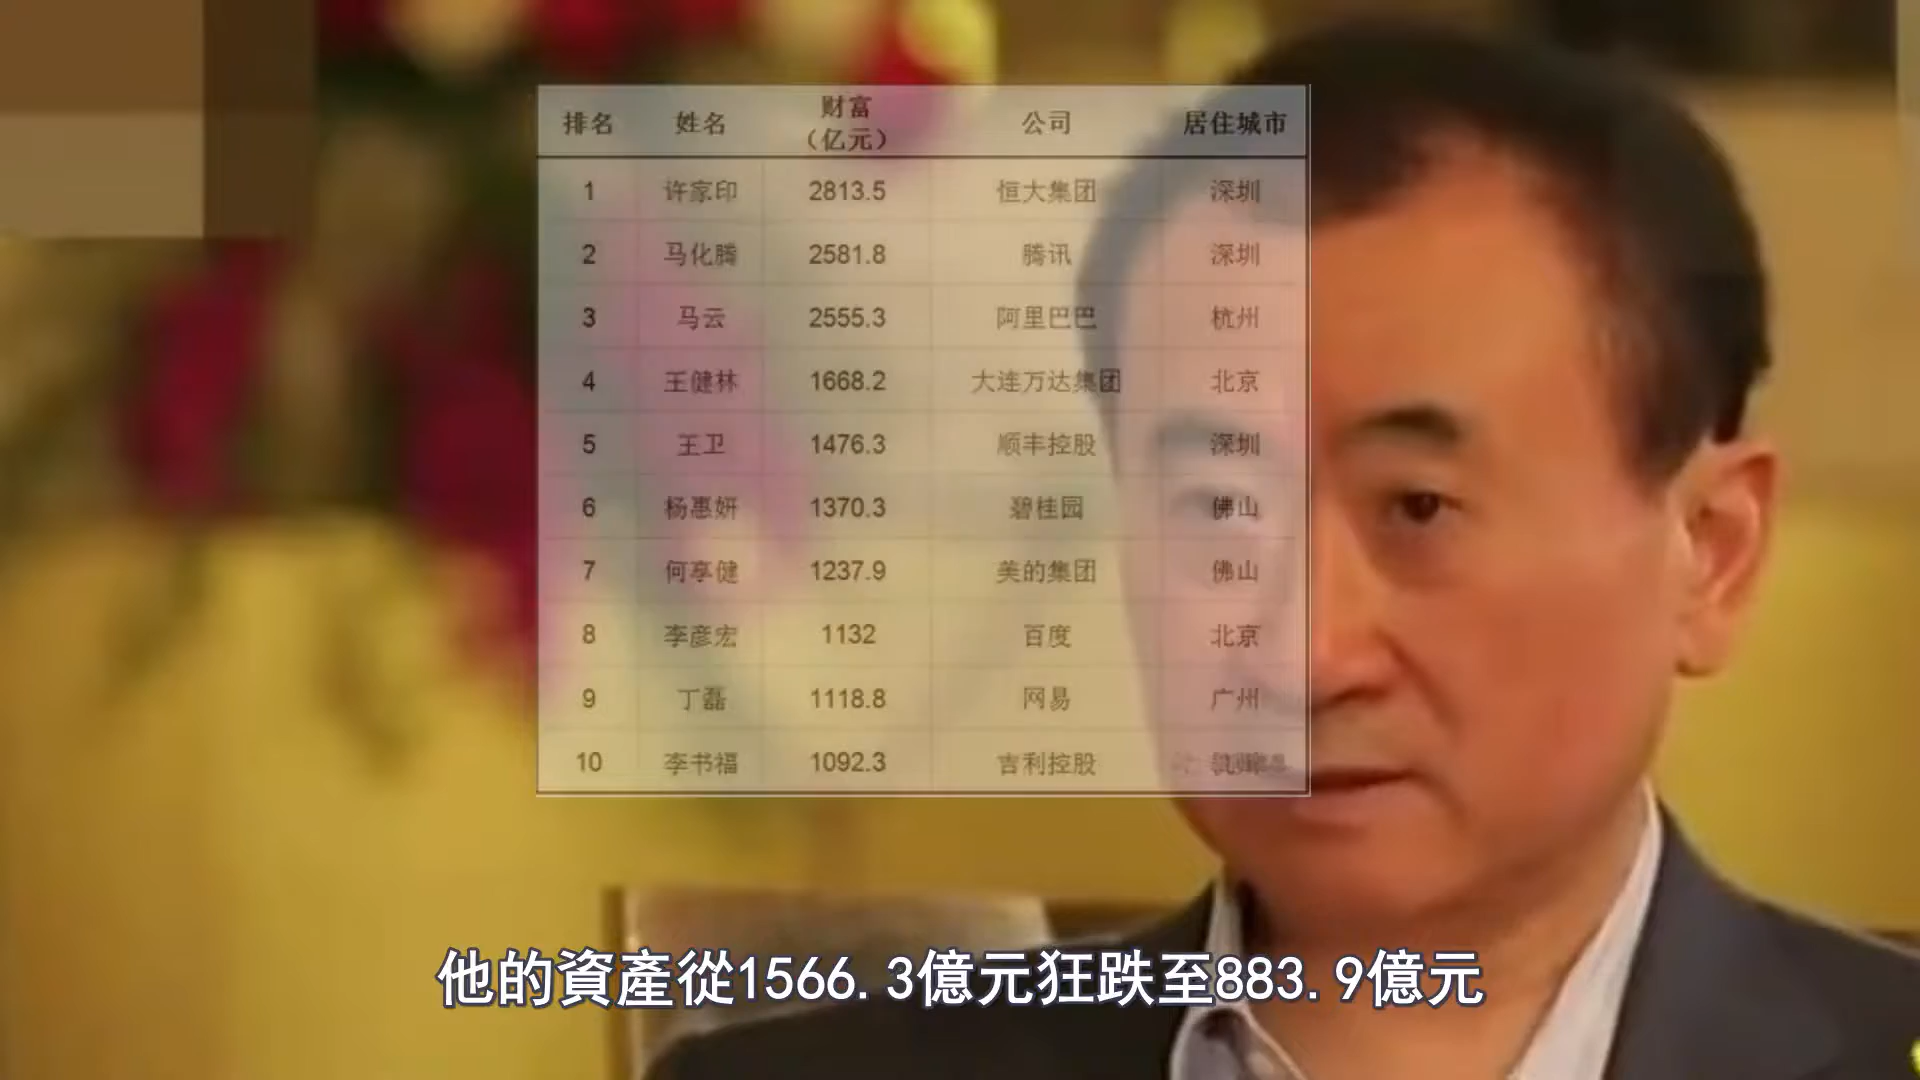 排名 姓名 财富（亿元） 公司 居住城市
1 许家印 2813.5 恒大集团 深圳
2 马化腾 2581.8 腾讯 深圳
3 马云 2555.3 阿里巴巴 杭州
4 王健林 1668.2 大连万达集团 北京
5 王卫 1476.3 顺丰控股 深圳
6 杨惠妍 1370.3 碧桂园 佛山
7 何享健 1237.9 美的集团 佛山
8 李彦宏 1132 百度 北京
9 丁磊 1118.8 网易 广州
10 李书福 1092.3 吉利控股
他的資產從1566.3億元狂跌至883.9億元